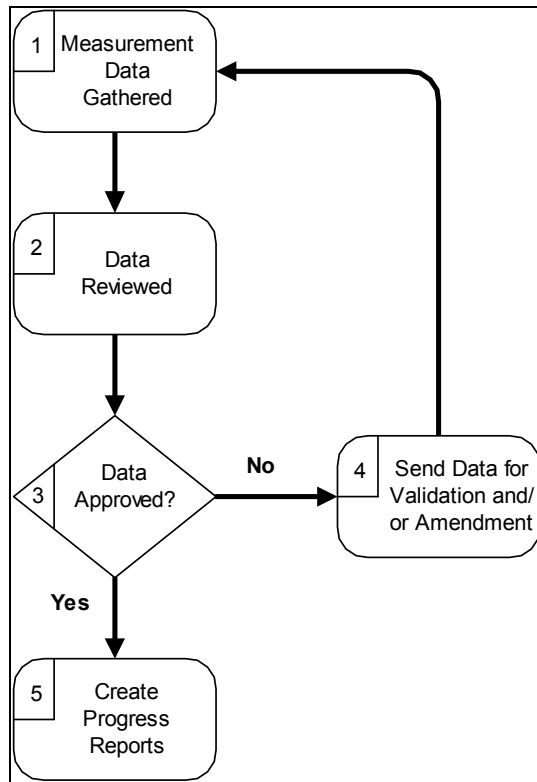 1
Measurement
Data
Gathered
2
Data
Reviewed
3
Data
Approved?
No
4
Send Data for
Validation and/
or Amendment
Yes
5
Create
Progress
Reports